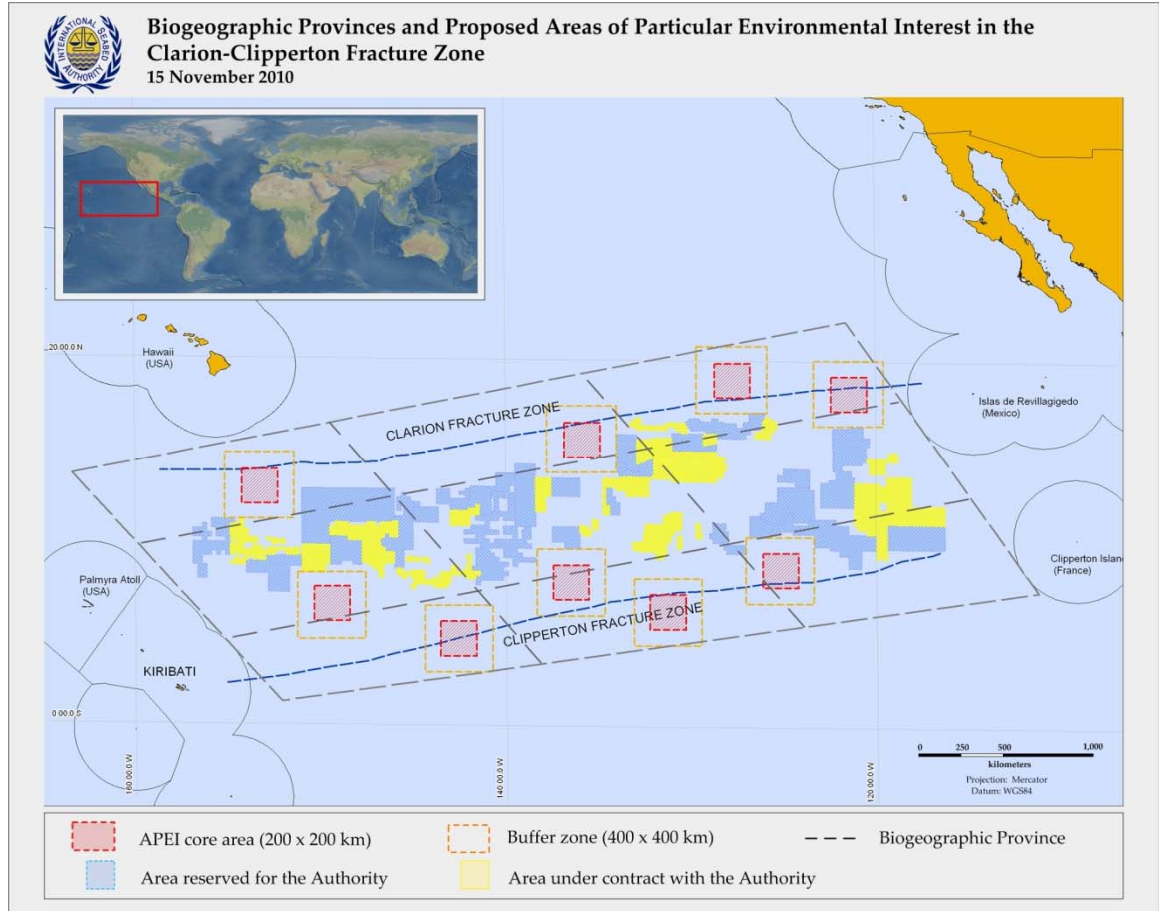 INTERNATIONAL SEABED AUTHORITY
Biogeographic Provinces and Proposed Areas of Particular Environmental Interest in the
Clarion-Clipperton Fracture Zone
15 November 2010
20 00.0 N
Hawaii
(USA)
CLARION FRACTURE ZONE
Islas de Revillagigedo
(Mexico)
Palmyra Atoll
(USA)
Clipperton Island
(France)
CLIPPERTON FRACTURE ZONE
KIRIBATI
0 00.0 S
160 00.0 W
140 00.0 W
120 00.0 W
0 250 500 1,000
kilometers
Projection: Mercator
Datum: WGS84
APEI core area (200 x 200 km)
Buffer zone (400 x 400 km)
Biogeographic Province
Area reserved for the Authority
Area under contract with the Authority